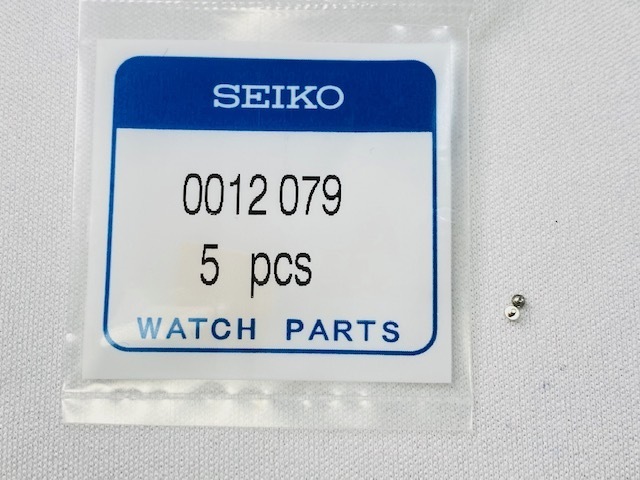 SEIKO
0012 079
5 pcs
WATCH PARTS